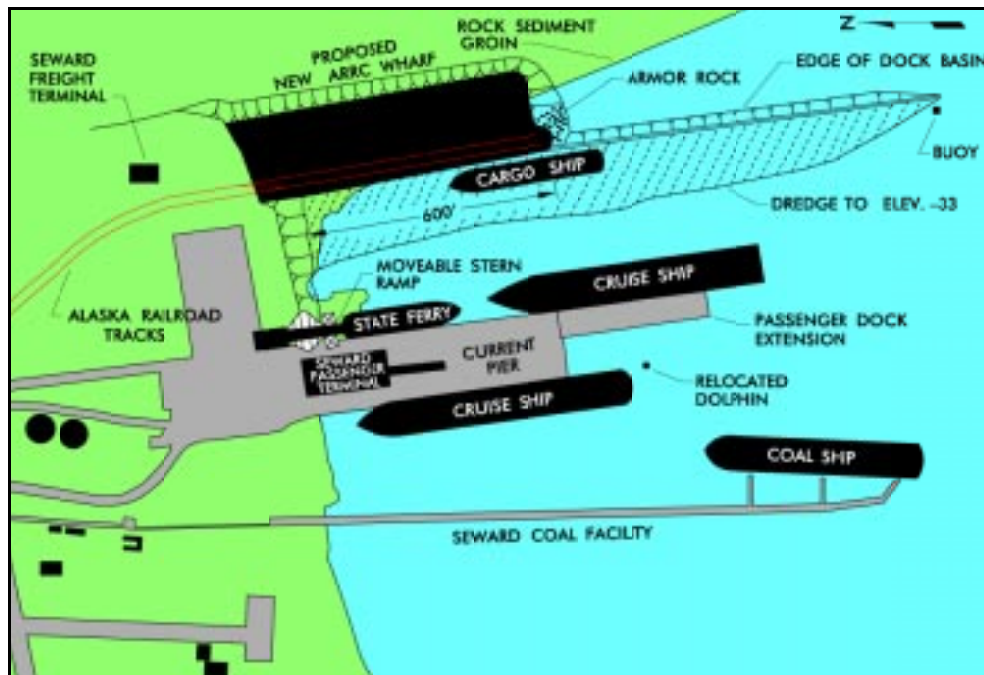 N
ROCK SEDIMENT
GROIN
PROPOSED
NEW ARRC WHARF
SEWARD
FREIGHT
TERMINAL
EDGE OF DOCK BASIN
ARMOR ROCK
BUOY
CARGO SHIP
DREDGE TO ELEV. -33
600'
MOVEABLE STERN
RAMP
CRUISE SHIP
ALASKA RAILROAD
TRACKS
STATE FERRY
PASSENGER DOCK
EXTENSION
SEWARD
PASSENGER
TERMINAL
CURRENT
PIER
RELOCATED
DOLPHIN
CRUISE SHIP
COAL SHIP
SEWARD COAL FACILITY